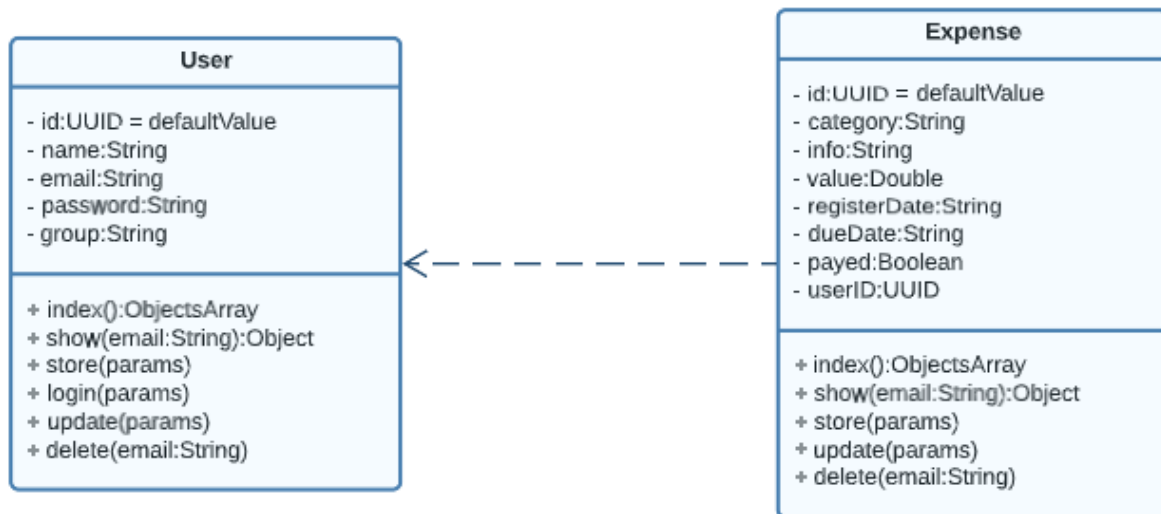 User
- id:UUID = defaultValue
- name:String
- email:String
- password:String
- group:String
+ index():ObjectsArray
+ show(email:String):Object
+ store(params)
+ login(params)
+ update(params)
+ delete(email:String)
Expense
- id:UUID = defaultValue
- category:String
- info:String
- value:Double
- registerDate:String
- dueDate:String
- payed:Boolean
- userID:UUID
+ index():ObjectsArray
+ show(email:String):Object
+ store(params)
+ update(params)
+ delete(email:String)